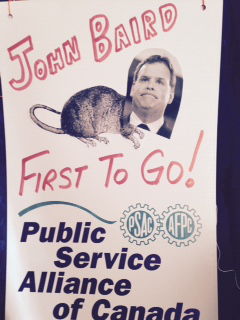 JOHN BAIRD
FIRST TO GO!
PSAC AFPC
Public
Service
Alliance
of Canada